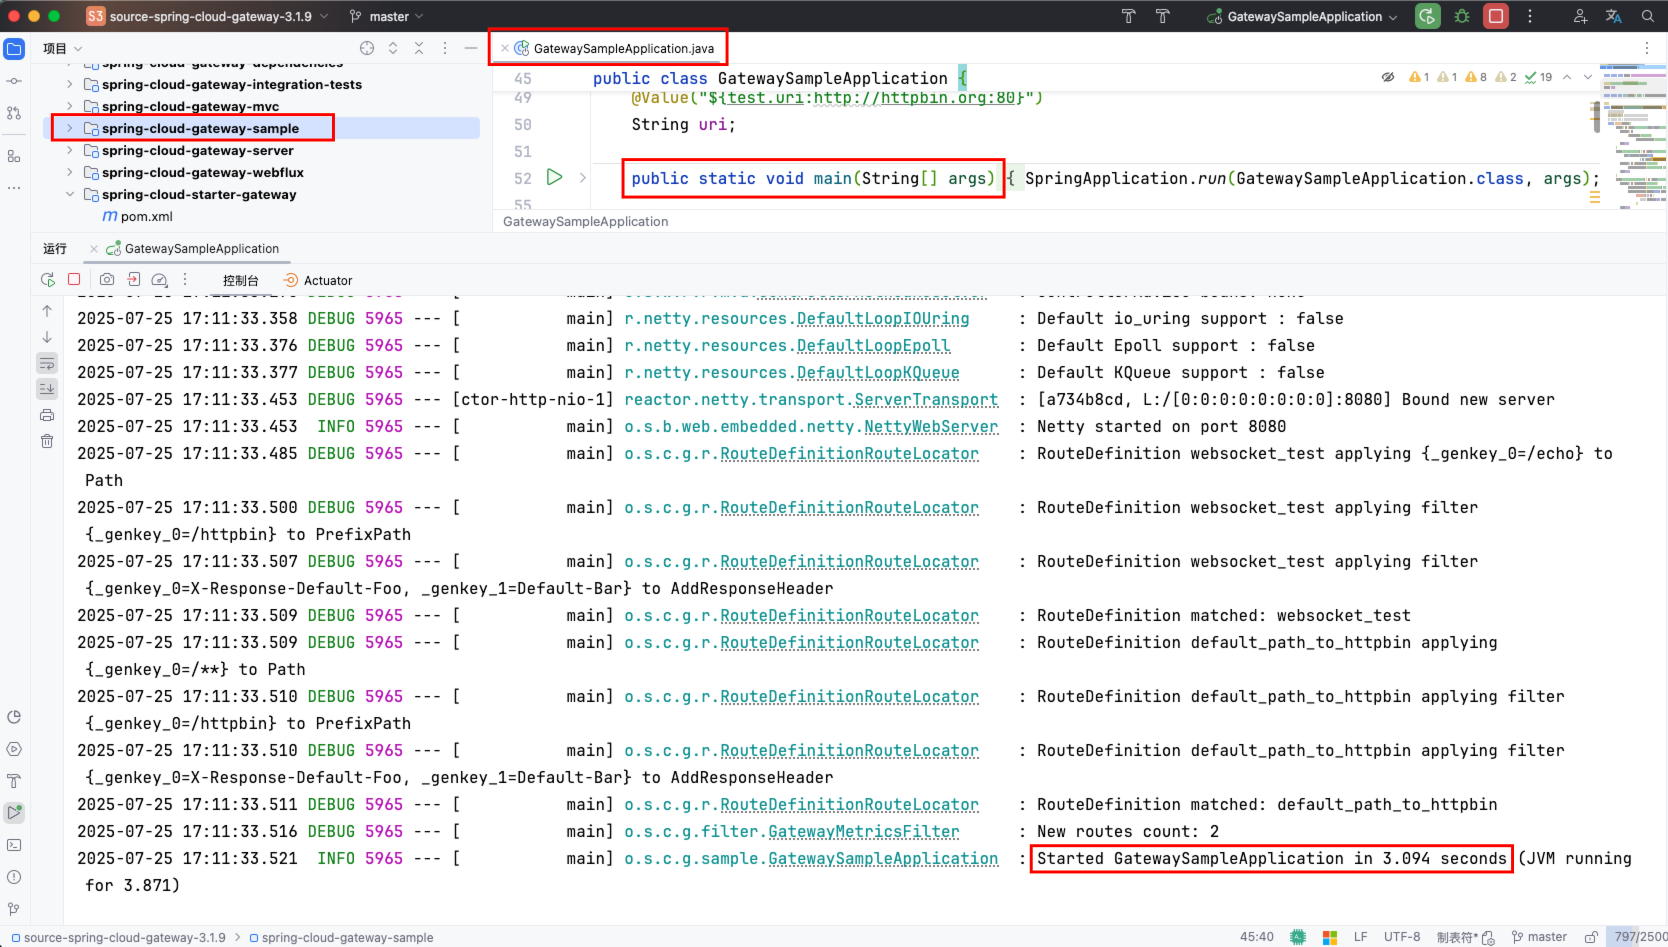 S3 source-spring-cloud-gateway-3.1.9 master GatewaySampleApplication
项目
GatewaySampleApplication.java
spring-cloud-gateway-dependencies
spring-cloud-gateway-integration-tests
spring-cloud-gateway-mvc
spring-cloud-gateway-sample
spring-cloud-gateway-server
spring-cloud-gateway-webflux
spring-cloud-starter-gateway
m pom.xml
45 public class GatewaySampleApplication {
1 1 8 2 19
49 @Value("${test.uri:http://httpbin.org:80}")
50 String uri;
51
52 public static void main(String[] args) { SpringApplication.run(GatewaySampleApplication.class, args);
55
GatewaySampleApplication
运行 GatewaySampleApplication
控制台 Actuator
2025-07-25 17:11:33.358 DEBUG 5965 --- [           main] r.netty.resources.DefaultLoopIOUring     : Default io_uring support : false
2025-07-25 17:11:33.376 DEBUG 5965 --- [           main] r.netty.resources.DefaultLoopEpoll       : Default Epoll support : false
2025-07-25 17:11:33.377 DEBUG 5965 --- [           main] r.netty.resources.DefaultLoopKQueue      : Default KQueue support : false
2025-07-25 17:11:33.453 DEBUG 5965 --- [ctor-http-nio-1] reactor.netty.transport.ServerTransport  : [a734b8cd, L:/[0:0:0:0:0:0:0:0]:8080] Bound new server
2025-07-25 17:11:33.453  INFO 5965 --- [           main] o.s.b.web.embedded.netty.NettyWebServer  : Netty started on port 8080
2025-07-25 17:11:33.485 DEBUG 5965 --- [           main] o.s.c.g.r.RouteDefinitionRouteLocator    : RouteDefinition websocket_test applying {_genkey_0=/echo} to
Path
2025-07-25 17:11:33.500 DEBUG 5965 --- [           main] o.s.c.g.r.RouteDefinitionRouteLocator    : RouteDefinition websocket_test applying filter
{_genkey_0=/httpbin} to PrefixPath
2025-07-25 17:11:33.507 DEBUG 5965 --- [           main] o.s.c.g.r.RouteDefinitionRouteLocator    : RouteDefinition websocket_test applying filter
{_genkey_0=X-Response-Default-Foo, _genkey_1=Default-Bar} to AddResponseHeader
2025-07-25 17:11:33.509 DEBUG 5965 --- [           main] o.s.c.g.r.RouteDefinitionRouteLocator    : RouteDefinition matched: websocket_test
2025-07-25 17:11:33.509 DEBUG 5965 --- [           main] o.s.c.g.r.RouteDefinitionRouteLocator    : RouteDefinition default_path_to_httpbin applying
{_genkey_0=/**} to Path
2025-07-25 17:11:33.510 DEBUG 5965 --- [           main] o.s.c.g.r.RouteDefinitionRouteLocator    : RouteDefinition default_path_to_httpbin applying filter
{_genkey_0=/httpbin} to PrefixPath
2025-07-25 17:11:33.510 DEBUG 5965 --- [           main] o.s.c.g.r.RouteDefinitionRouteLocator    : RouteDefinition default_path_to_httpbin applying filter
{_genkey_0=X-Response-Default-Foo, _genkey_1=Default-Bar} to AddResponseHeader
2025-07-25 17:11:33.511 DEBUG 5965 --- [           main] o.s.c.g.r.RouteDefinitionRouteLocator    : RouteDefinition matched: default_path_to_httpbin
2025-07-25 17:11:33.516 DEBUG 5965 --- [           main] o.s.c.g.filter.GatewayMetricsFilter      : New routes count: 2
2025-07-25 17:11:33.521  INFO 5965 --- [           main] o.s.c.g.sample.GatewaySampleApplication  : Started GatewaySampleApplication in 3.094 seconds (JVM running
for 3.871)
source-spring-cloud-gateway-3.1.9 spring-cloud-gateway-sample 45:40 LF UTF-8 制表符* master 797/2500